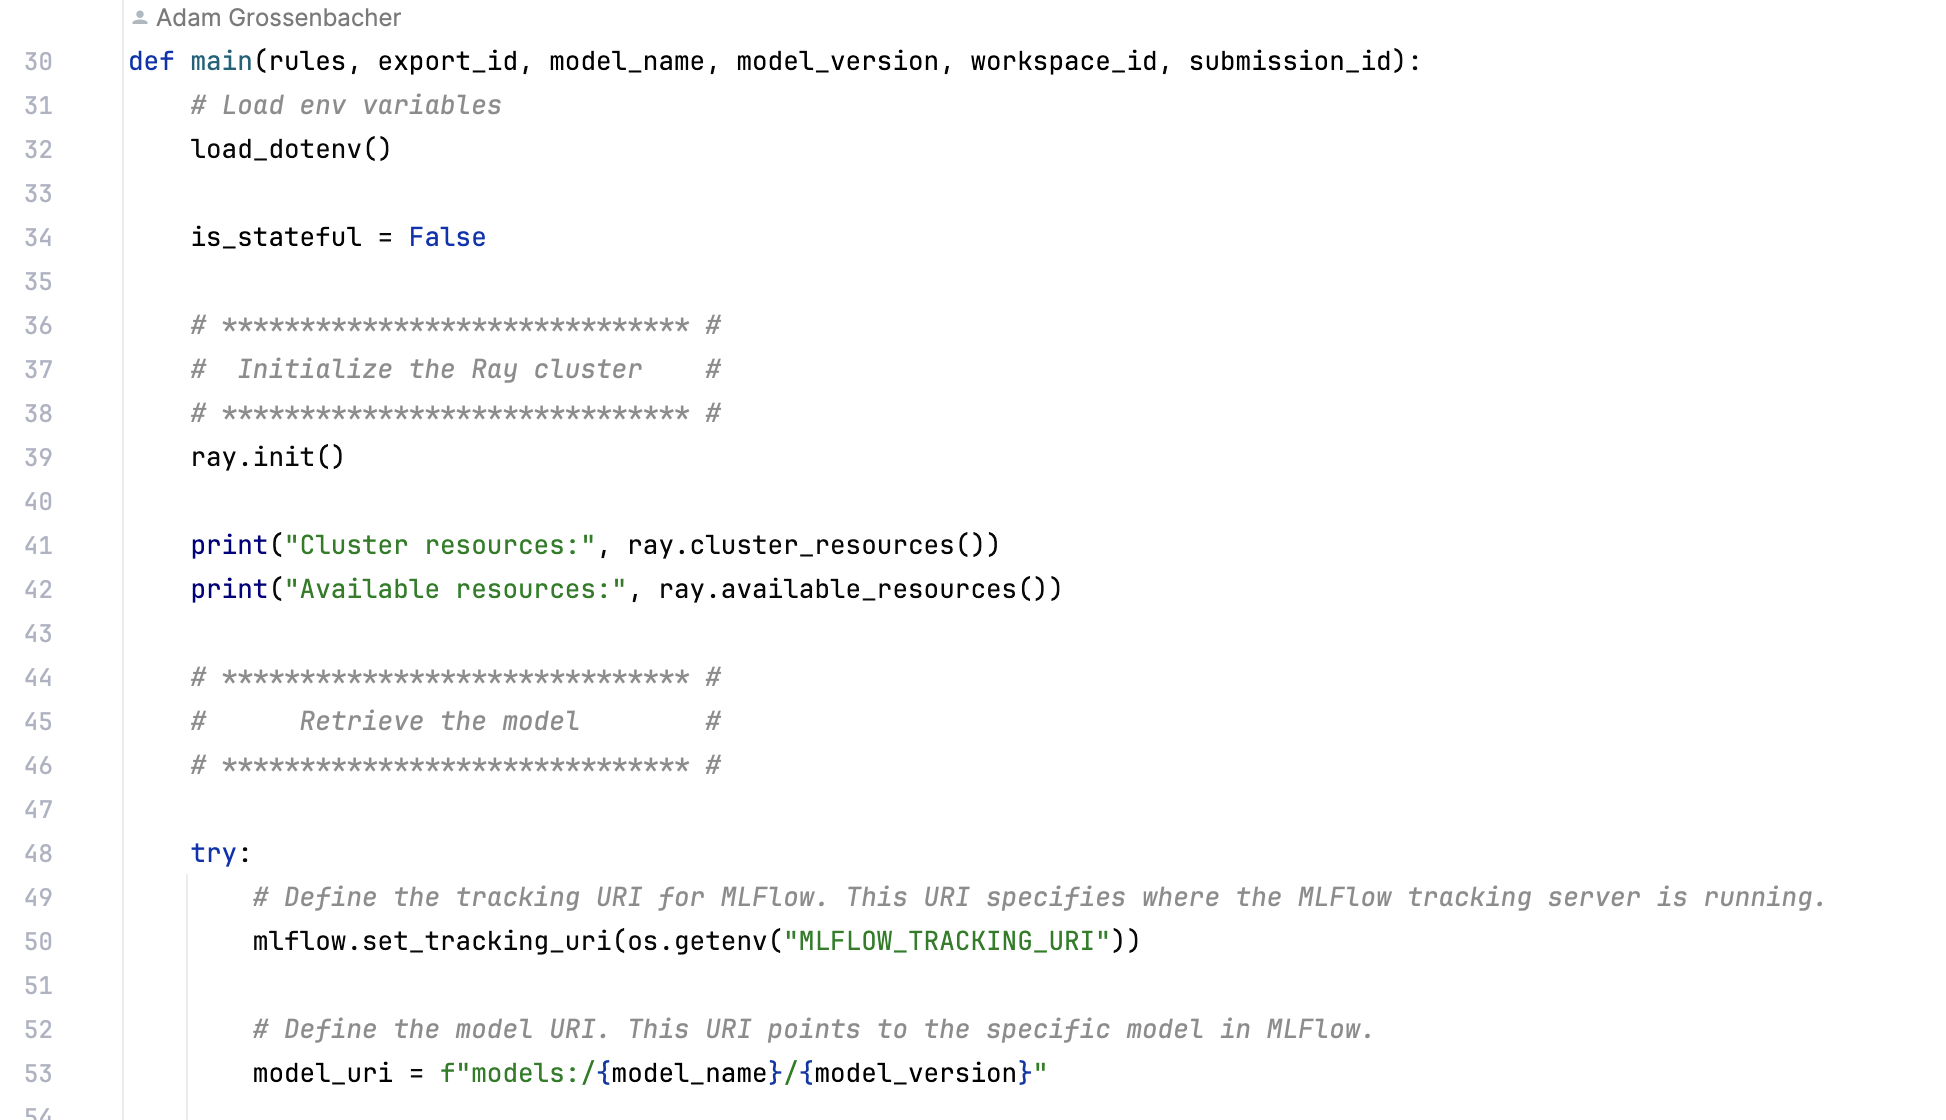 Adam Grossenbacher
30 def main(rules, export_id, model_name, model_version, workspace_id, submission_id):
31     # Load env variables
32     load_dotenv()
33
34     is_stateful = False
35
36     # ****************************** #
37     #  Initialize the Ray cluster    #
38     # ****************************** #
39     ray.init()
40
41     print("Cluster resources:", ray.cluster_resources())
42     print("Available resources:", ray.available_resources())
43
44     # ****************************** #
45     #      Retrieve the model        #
46     # ****************************** #
47
48     try:
49         # Define the tracking URI for MLFlow. This URI specifies where the MLFlow tracking server is running.
50         mlflow.set_tracking_uri(os.getenv("MLFLOW_TRACKING_URI"))
51
52         # Define the model URI. This URI points to the specific model in MLFlow.
53         model_uri = f"models:/{model_name}/{model_version}"
54